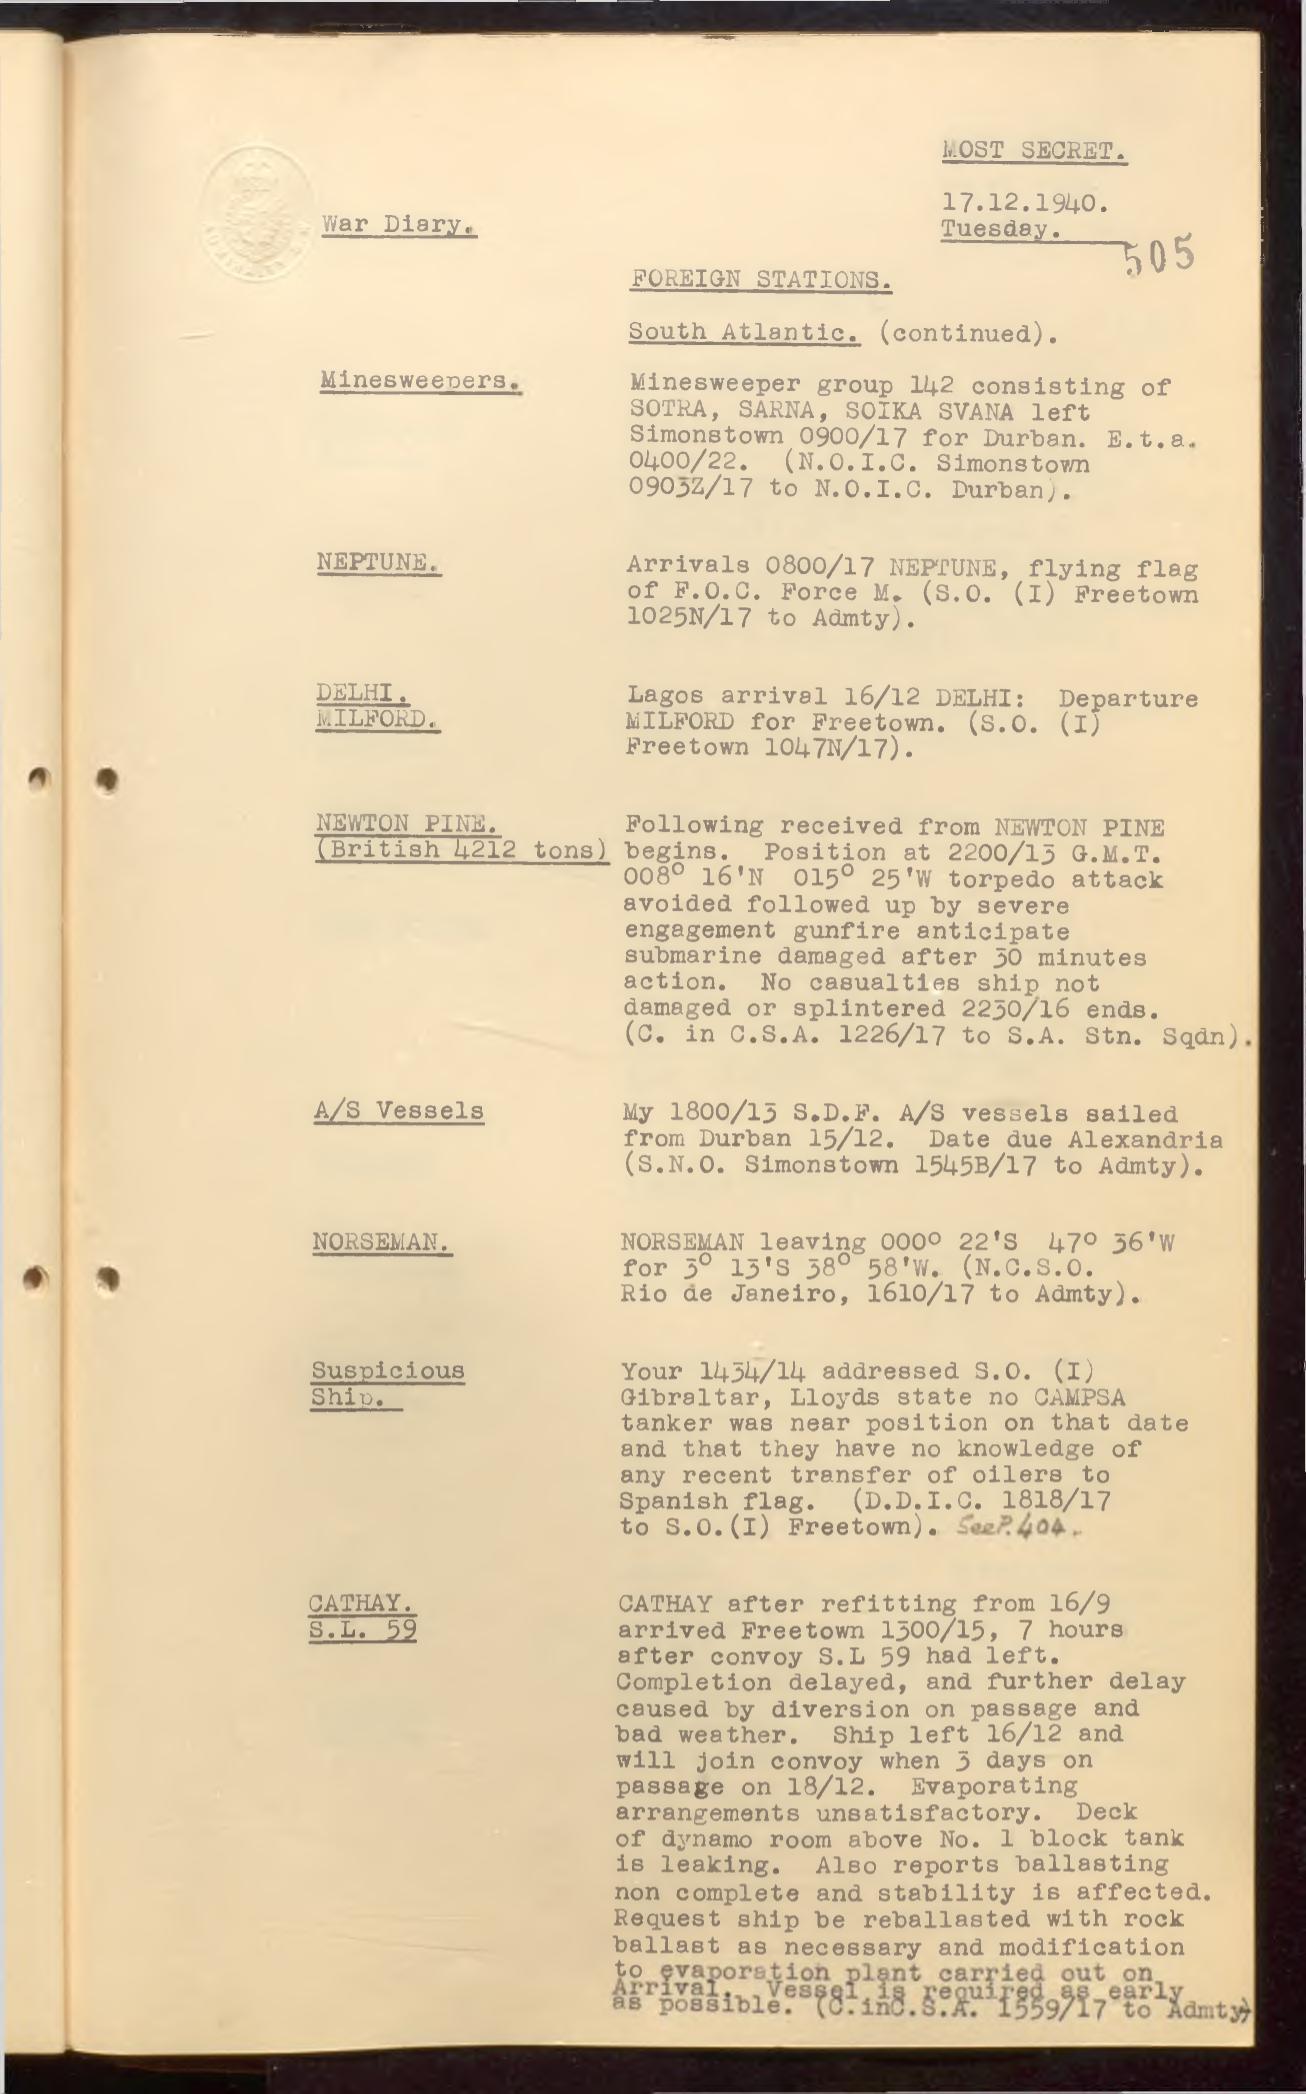 MOST SECRET.
17.12.1940.
War Diary.
Tuesday.
505
FOREIGN STATIONS.
South Atlantic. (continued).
Minesweepers.
Minesweeper group 142 consisting of
SOTRA, SARNA, SOIKA SVANA left
Simonstown 0900/17 for Durban. E.t.a.
0400/22. (N.O.I.C. Simonstown
0903Z/17 to N.O.I.C. Durban).
NEPTUNE.
Arrivals 0800/17 NEPTUNE, flying flag
of F.O.C. Force M. (S.O. (I) Freetown
1025N/17 to Admty).
DELHI.
MILFORD.
Lagos arrival 16/12 DELHI: Departure
MILFORD for Freetown. (S.O. (I)
Freetown 1047N/17).
NEWTON PINE.
(British 4212 tons)
Following received from NEWTON PINE
begins. Position at 2200/13 G.M.T.
008° 16'N 015° 25'W torpedo attack
avoided followed up by severe
engagement gunfire anticipate
submarine damaged after 30 minutes
action. No casualties ship not
damaged or splintered 2230/16 ends.
(C. in C.S.A. 1226/17 to S.A. Stn. Sqdn).
A/S Vessels
My 1800/13 S.D.F. A/S vessels sailed
from Durban 15/12. Date due Alexandria
(S.N.O. Simonstown 1545B/17 to Admty).
NORSEMAN.
NORSEMAN leaving 000° 22'S 47° 36'W
for 3° 13'S 38° 58'W. (N.C.S.O.
Rio de Janeiro, 1610/17 to Admty).
Suspicious
Ship.
Your 1434/14 addressed S.O. (I)
Gibraltar, Lloyds state no CAMPSA
tanker was near position on that date
and that they have no knowledge of
any recent transfer of oilers to
Spanish flag. (D.D.I.C. 1818/17
to S.O.(I) Freetown). See P. 404.
CATHAY.
S.L. 59
CATHAY after refitting from 16/9
arrived Freetown 1300/15, 7 hours
after convoy S.L 59 had left.
Completion delayed, and further delay
caused by diversion on passage and
bad weather. Ship left 16/12 and
will join convoy when 3 days on
passage on 18/12. Evaporating
arrangements unsatisfactory. Deck
of dynamo room above No. 1 block tank
is leaking. Also reports ballasting
non complete and stability is affected.
Request ship be reballasted with rock
ballast as necessary and modification
to evaporation plant carried out on
Arrival. Vessel is required as early
as possible. (C.inC.S.A. 1559/17 to Admty)